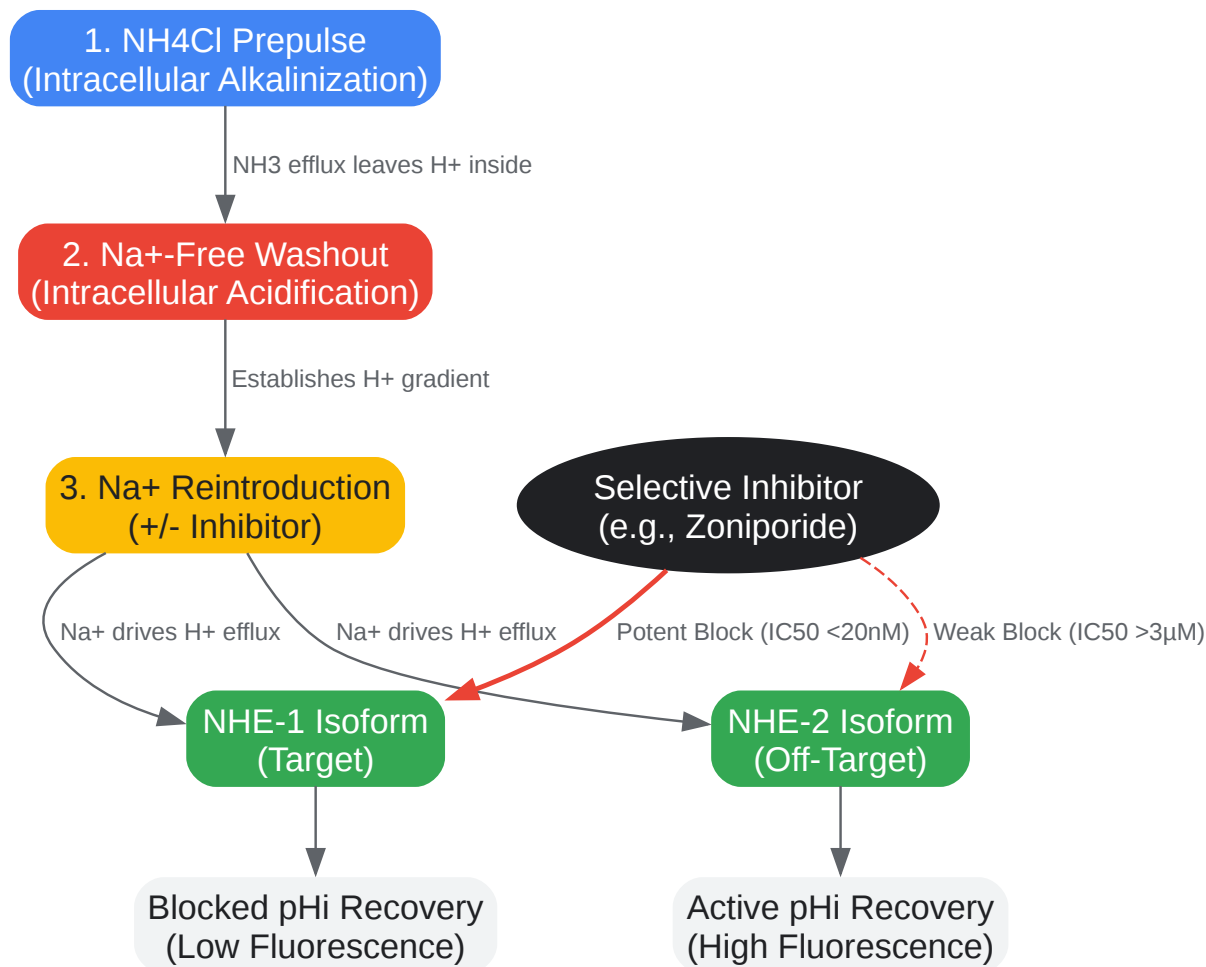 1. NH4Cl Prepulse
(Intracellular Alkalinization)
NH3 efflux leaves H+ inside
2. Na+-Free Washout
(Intracellular Acidification)
Establishes H+ gradient
3. Na+ Reintroduction
(+/- Inhibitor)
Selective Inhibitor
(e.g., Zoniporide)
Na+ drives H+ efflux
Na+ drives H+ efflux
Potent Block (IC50 <20nM)
Weak Block (IC50 >3µM)
NHE-1 Isoform
(Target)
NHE-2 Isoform
(Off-Target)
Blocked pHi Recovery
(Low Fluorescence)
Active pHi Recovery
(High Fluorescence)